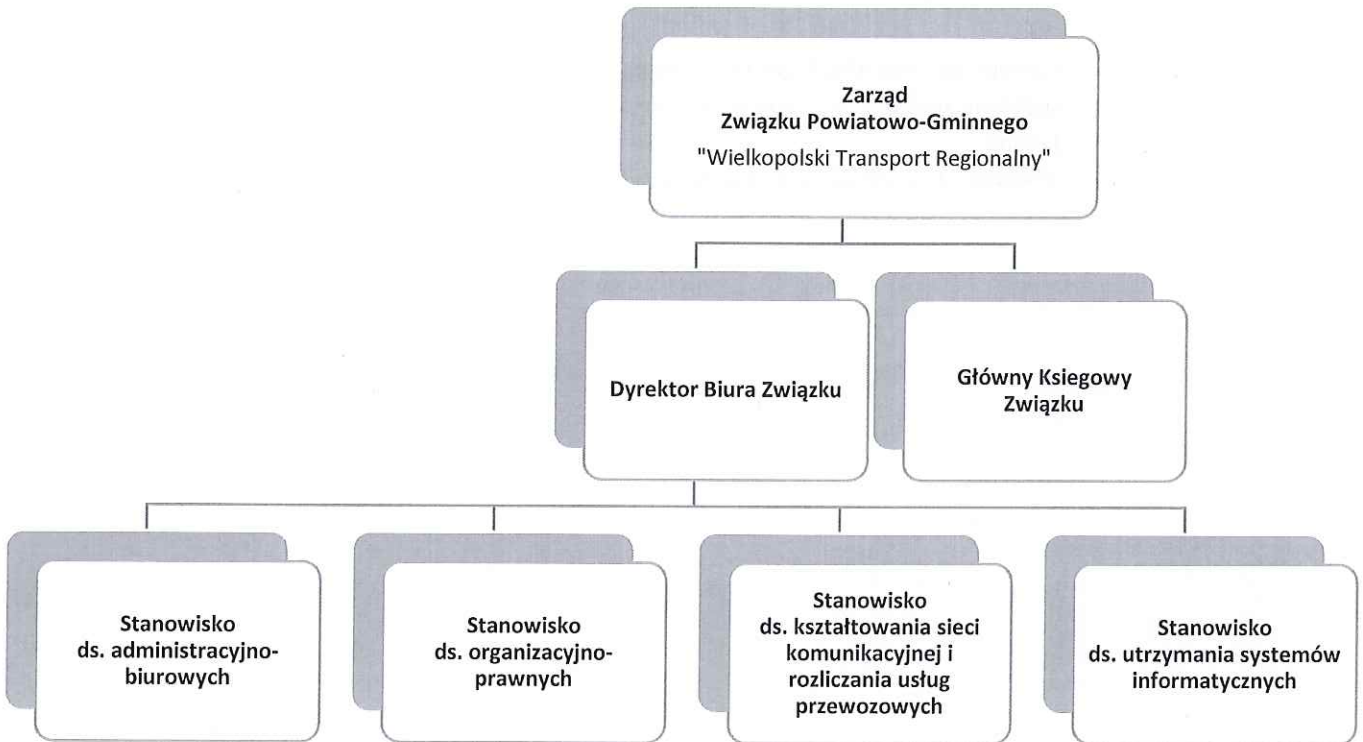 Zarząd
Związku Powiatowo-Gminnego
"Wielkopolski Transport Regionalny"
Dyrektor Biura Związku
Główny Ksiegowy
Związku
Stanowisko
ds. administracyjno-
biurowych
Stanowisko
ds. organizacyjno-
prawnych
Stanowisko
ds. kształtowania sieci
komunikacyjnej i
rozliczania usług
przewozowych
Stanowisko
ds. utrzymania systemów
informatycznych